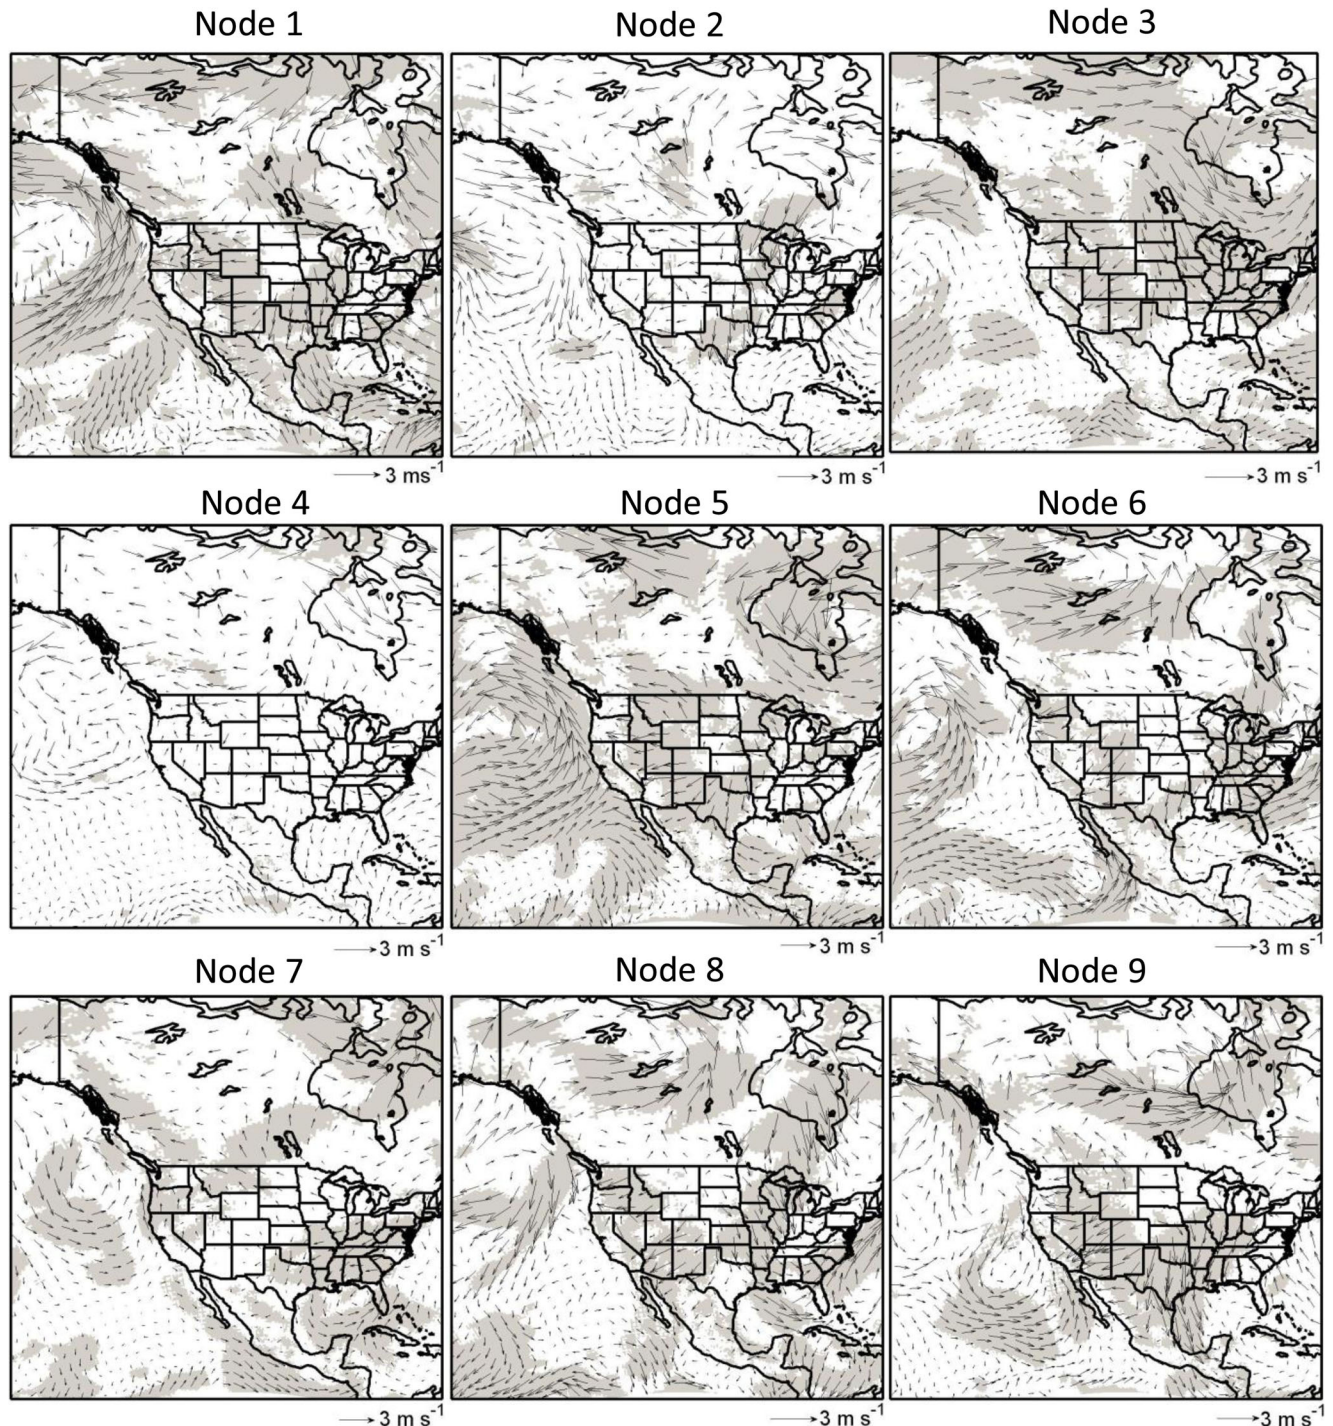 Node 1 Node 2 Node 3
3 ms⁻¹ 3 m s⁻¹ 3 m s⁻¹
Node 4 Node 5 Node 6
3 m s⁻¹ 3 m s⁻¹ 3 m s⁻¹
Node 7 Node 8 Node 9
3 m s⁻¹ 3 m s⁻¹ 3 m s⁻¹